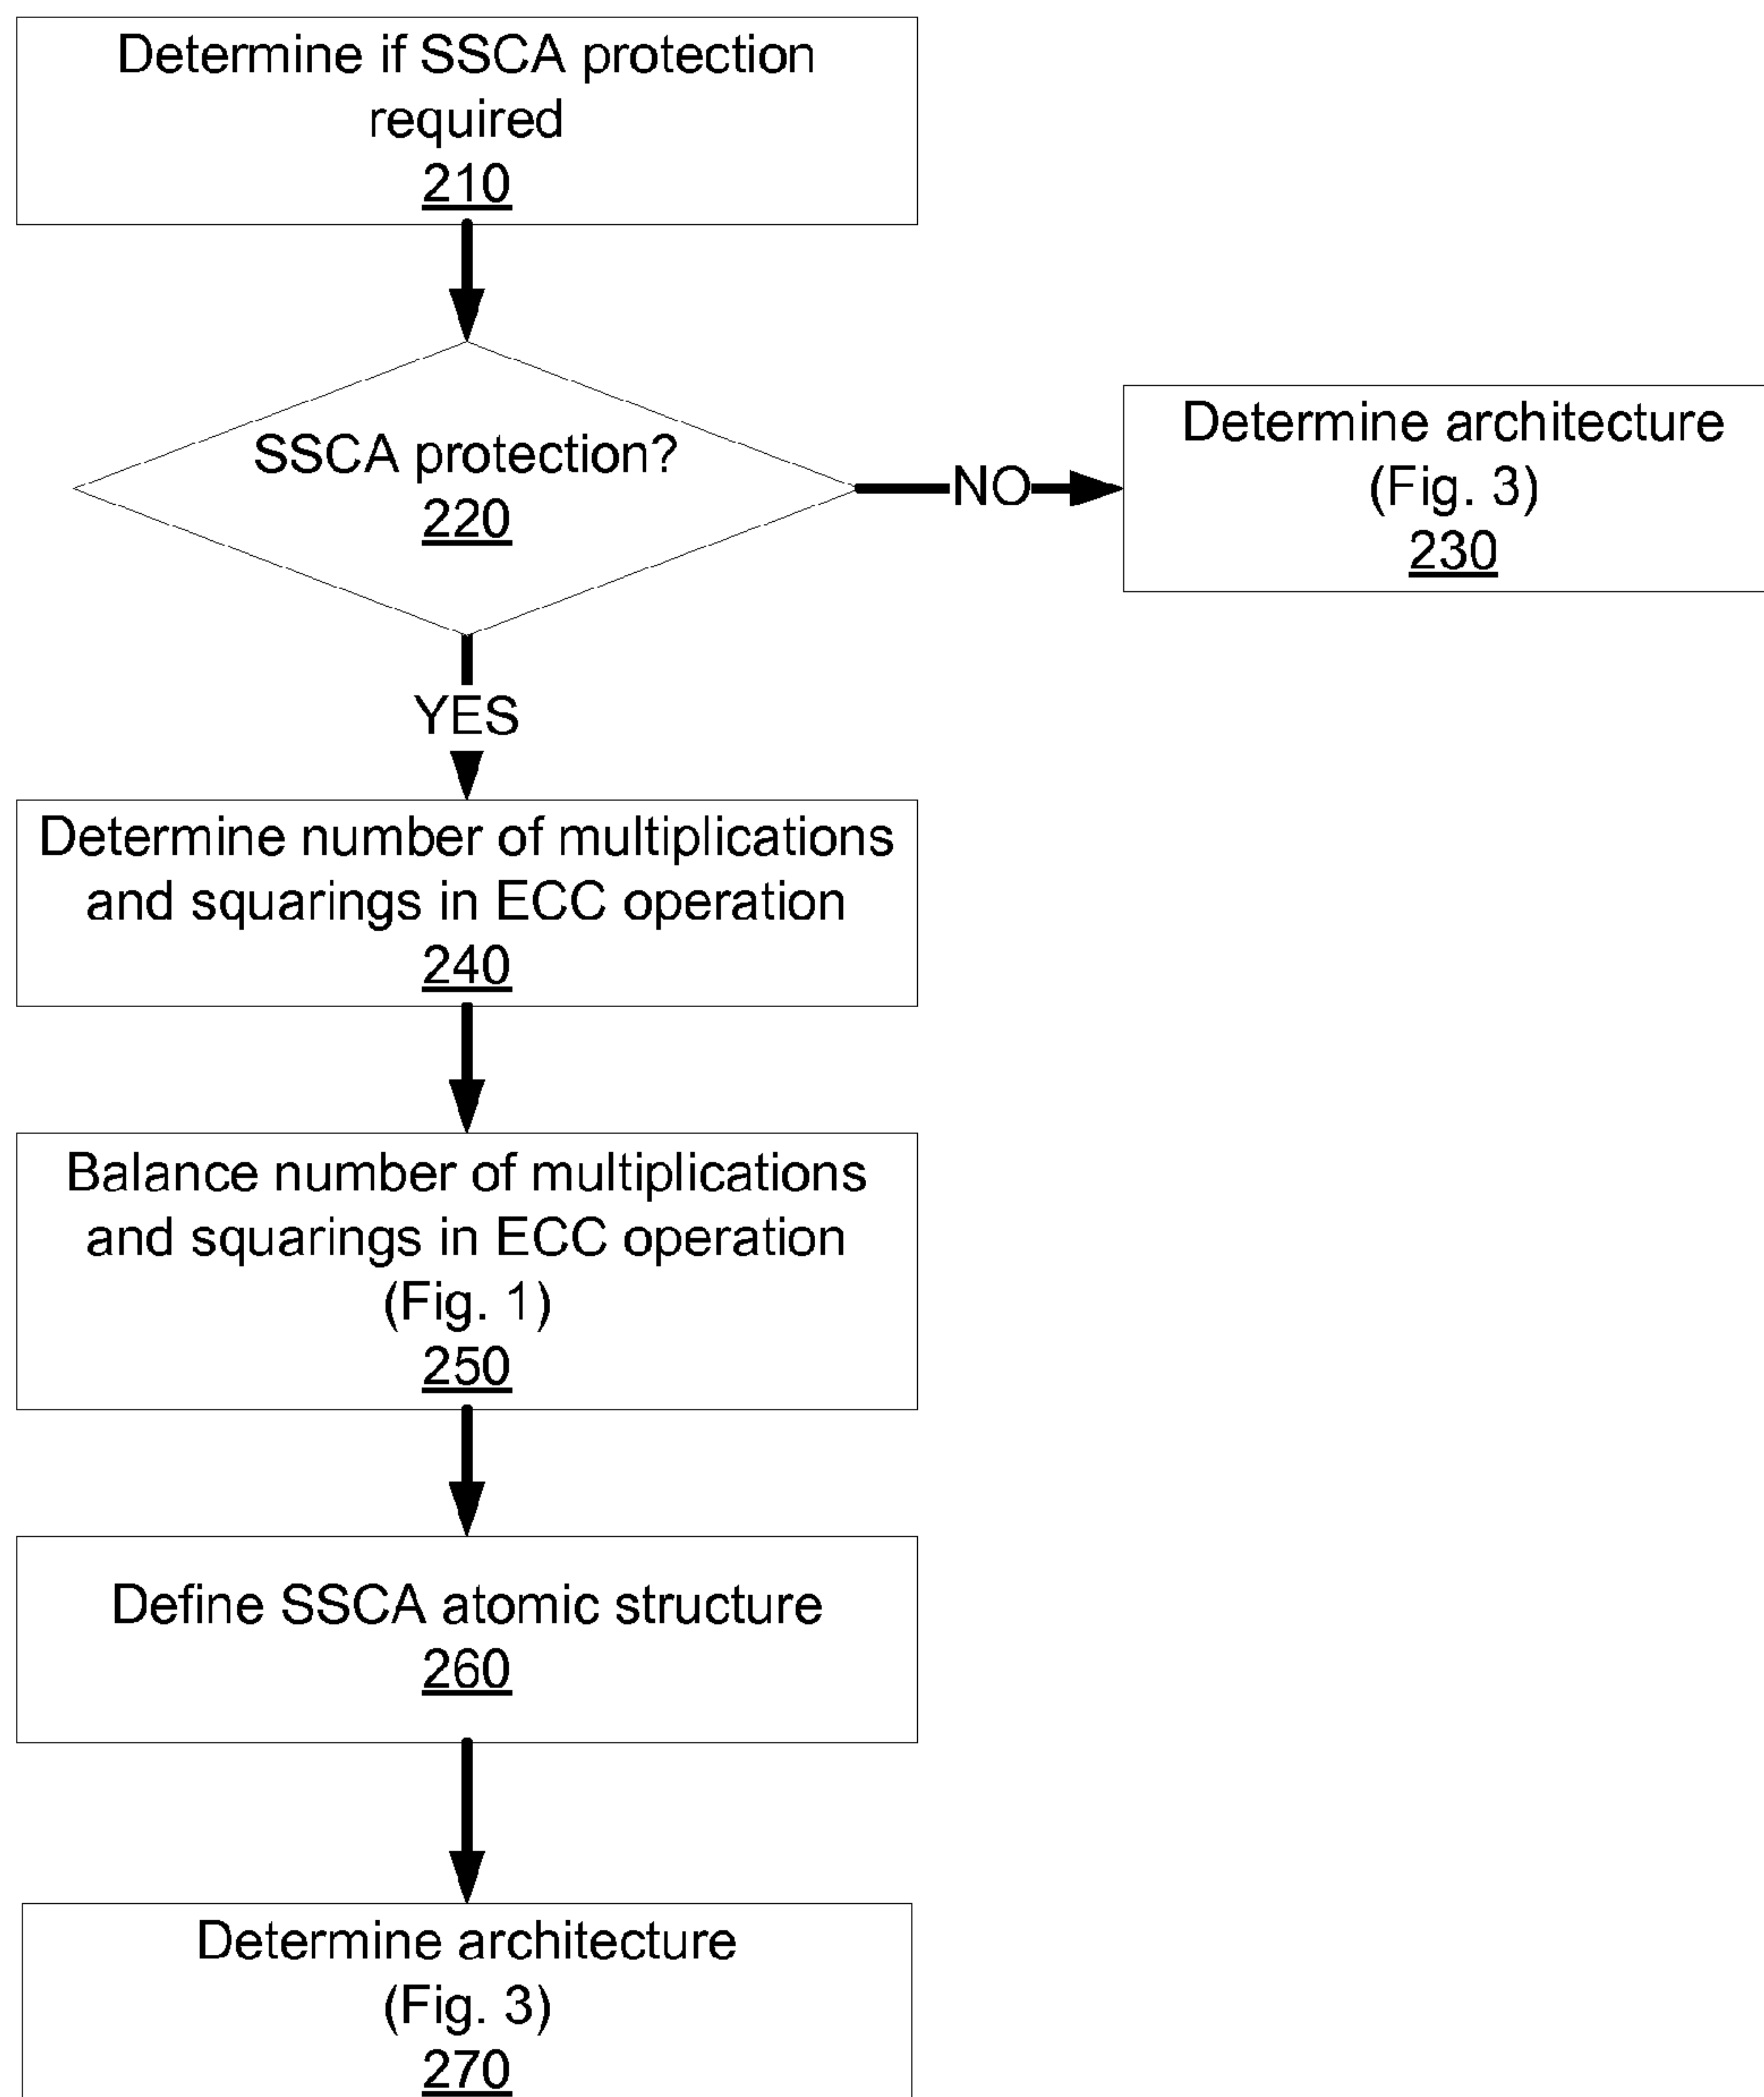 Determine if SSCA protection
required
210
SSCA protection?
220
NO
Determine architecture
(Fig. 3)
230
YES
Determine number of multiplications
and squarings in ECC operation
240
Balance number of multiplications
and squarings in ECC operation
(Fig. 1)
250
Define SSCA atomic structure
260
Determine architecture
(Fig. 3)
270